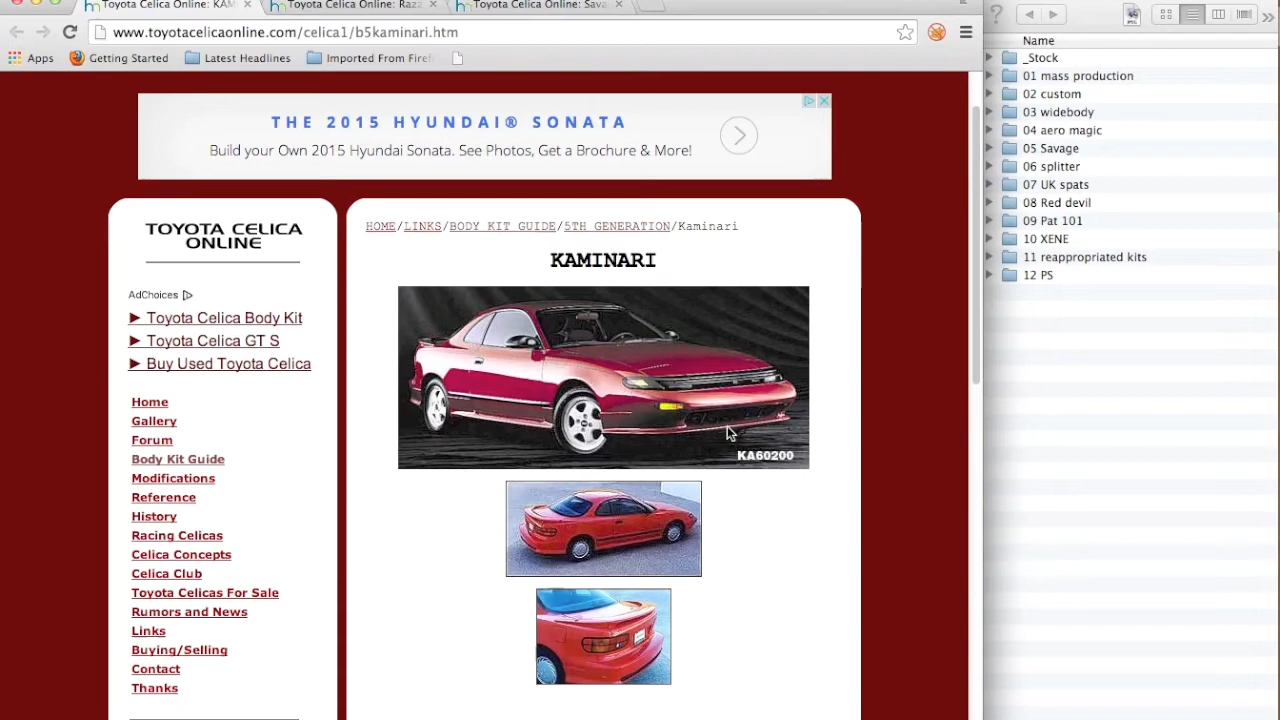 Toyota Celica Online: KAM
Toyota Celica Online: Razz
Toyota Celica Online: Sava
www.toyotacelicaonline.com/celica1/b5kaminari.htm
Apps
Getting Started
Latest Headlines
Imported From Firef
THE 2015 HYUNDAI® SONATA
Build your Own 2015 Hyundai Sonata. See Photos, Get a Brochure & More!
TOYOTA CELICA
ONLINE
AdChoices
► Toyota Celica Body Kit
► Toyota Celica GT S
► Buy Used Toyota Celica
Home
Gallery
Forum
Body Kit Guide
Modifications
Reference
History
Racing Celicas
Celica Concepts
Celica Club
Toyota Celicas For Sale
Rumors and News
Links
Buying/Selling
Contact
Thanks
HOME/LINKS/BODY KIT GUIDE/5TH GENERATION/Kaminari
KAMINARI
KA60200
Name
_Stock
01 mass production
02 custom
03 widebody
04 aero magic
05 Savage
06 splitter
07 UK spats
08 Red devil
09 Pat 101
10 XENE
11 reappropriated kits
12 PS